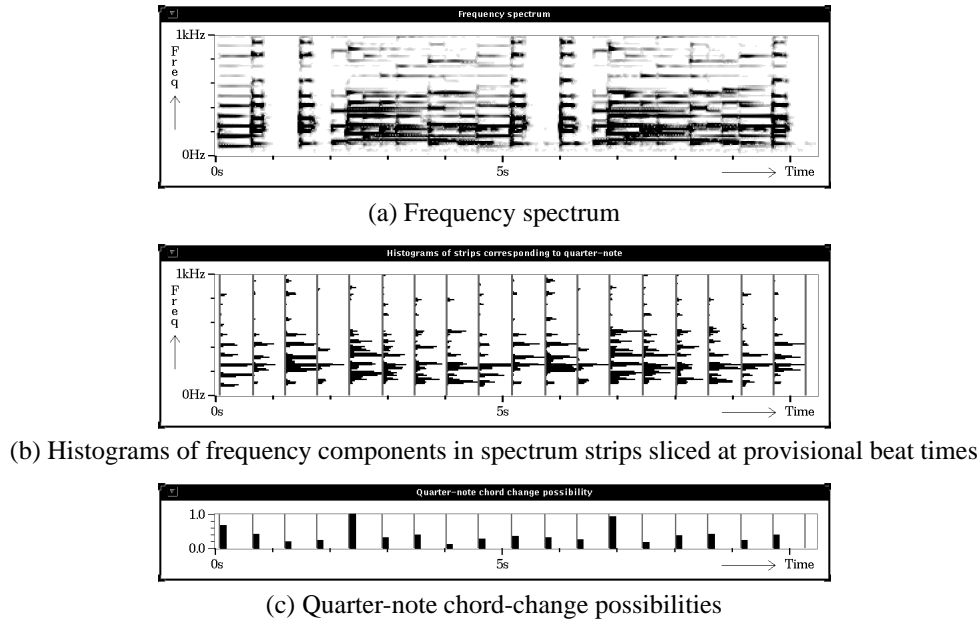 Frequency spectrum
1kHz
F
r
e
q
0Hz
0s
5s
Time
(a) Frequency spectrum
Histograms of strips corresponding to quarter-note
1kHz
F
r
e
q
0Hz
0s
5s
Time
(b) Histograms of frequency components in spectrum strips sliced at provisional beat times
Quarter-note chord change possibility
1.0
0.0
0s
5s
Time
(c) Quarter-note chord-change possibilities